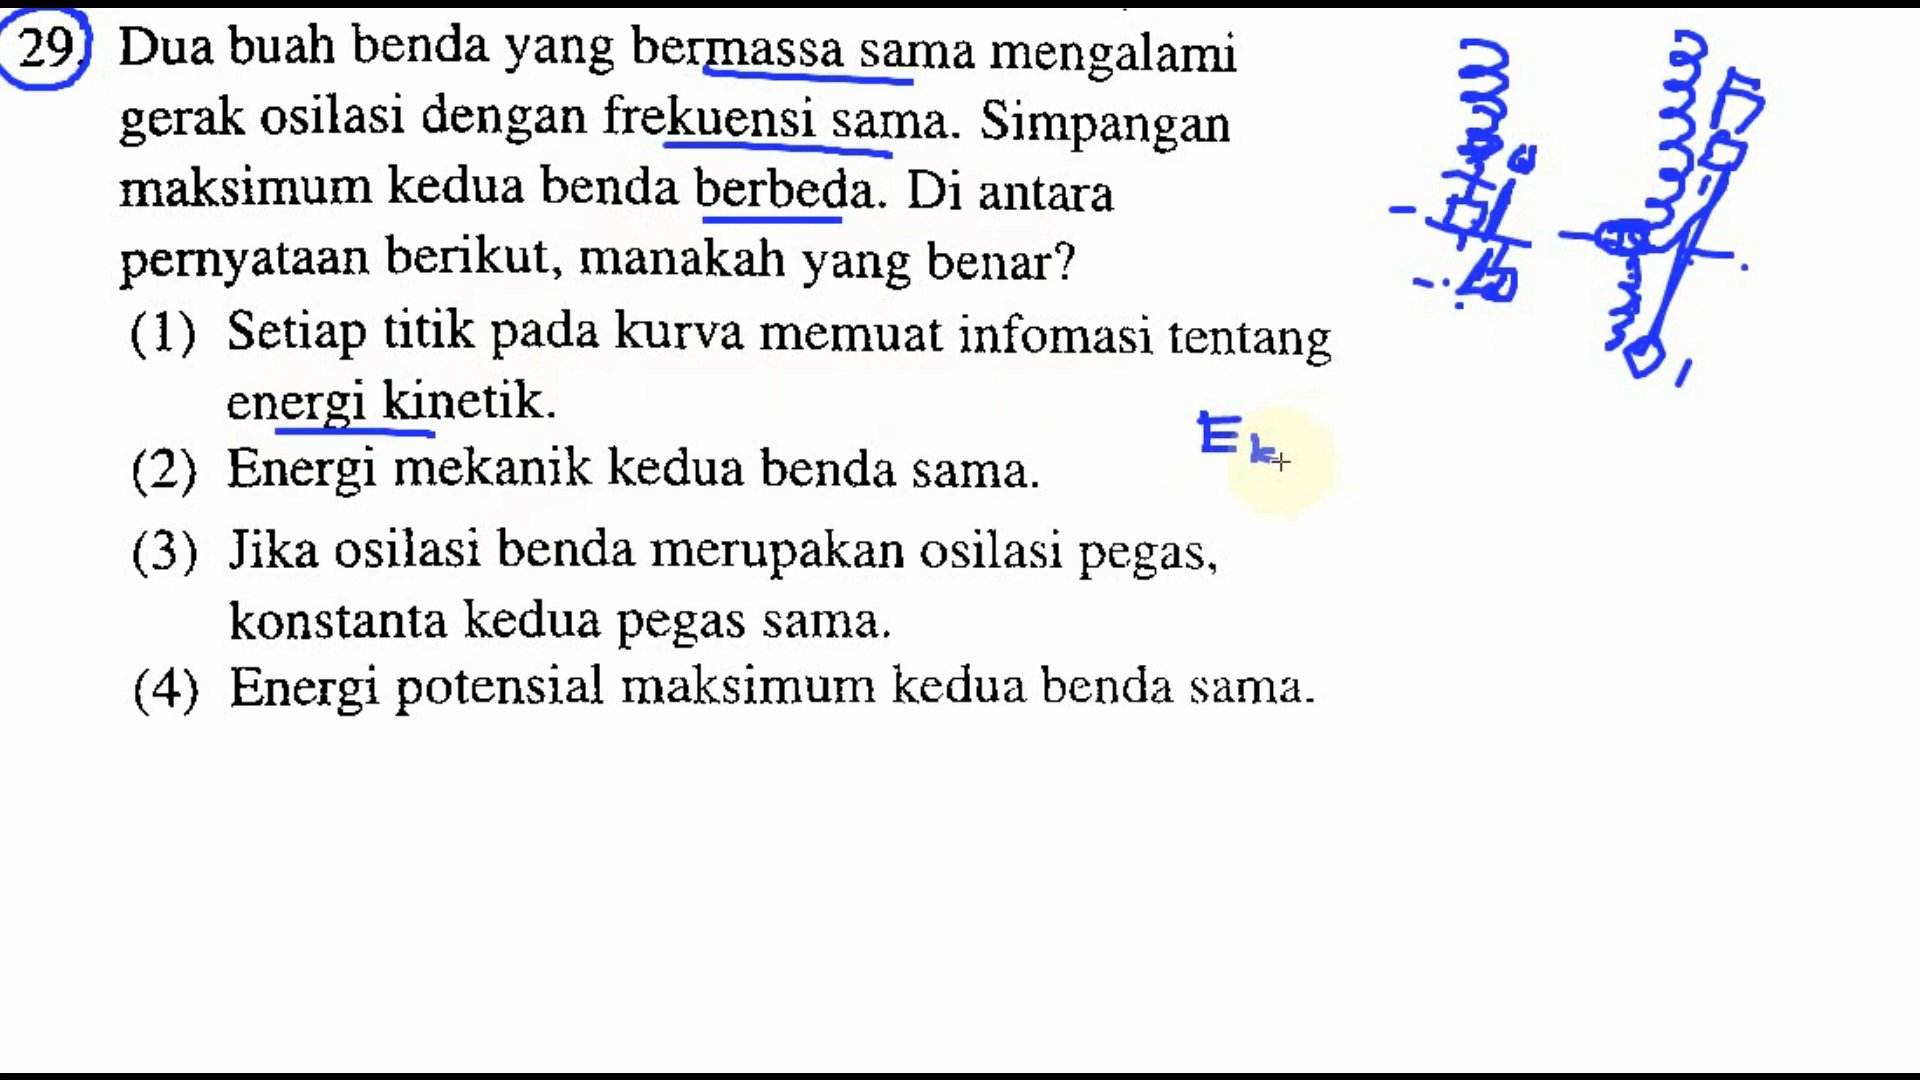 29. Dua buah benda yang bermassa sama mengalami
gerak osilasi dengan frekuensi sama. Simpangan
maksimum kedua benda berbeda. Di antara
pernyataan berikut, manakah yang benar?
(1) Setiap titik pada kurva memuat infomasi tentang
energi kinetik.
E k
(2) Energi mekanik kedua benda sama.
(3) Jika osilasi benda merupakan osilasi pegas,
konstanta kedua pegas sama.
(4) Energi potensial maksimum kedua benda sama.